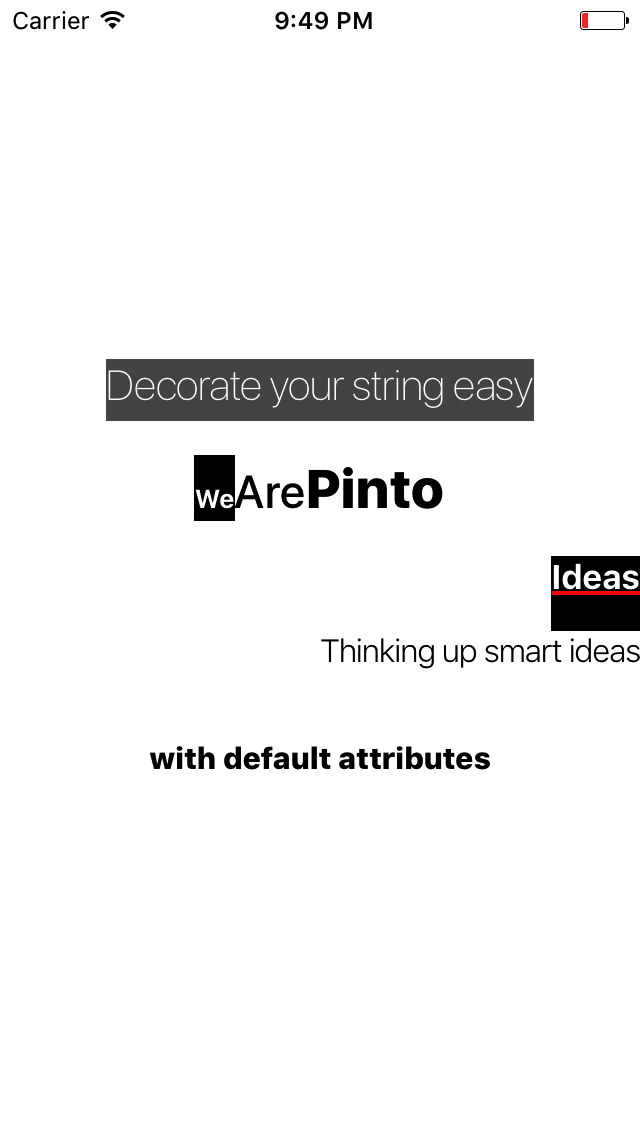 Carrier 9:49 PM
Decorate your string easy
WeArePinto
Ideas
Thinking up smart ideas
with default attributes